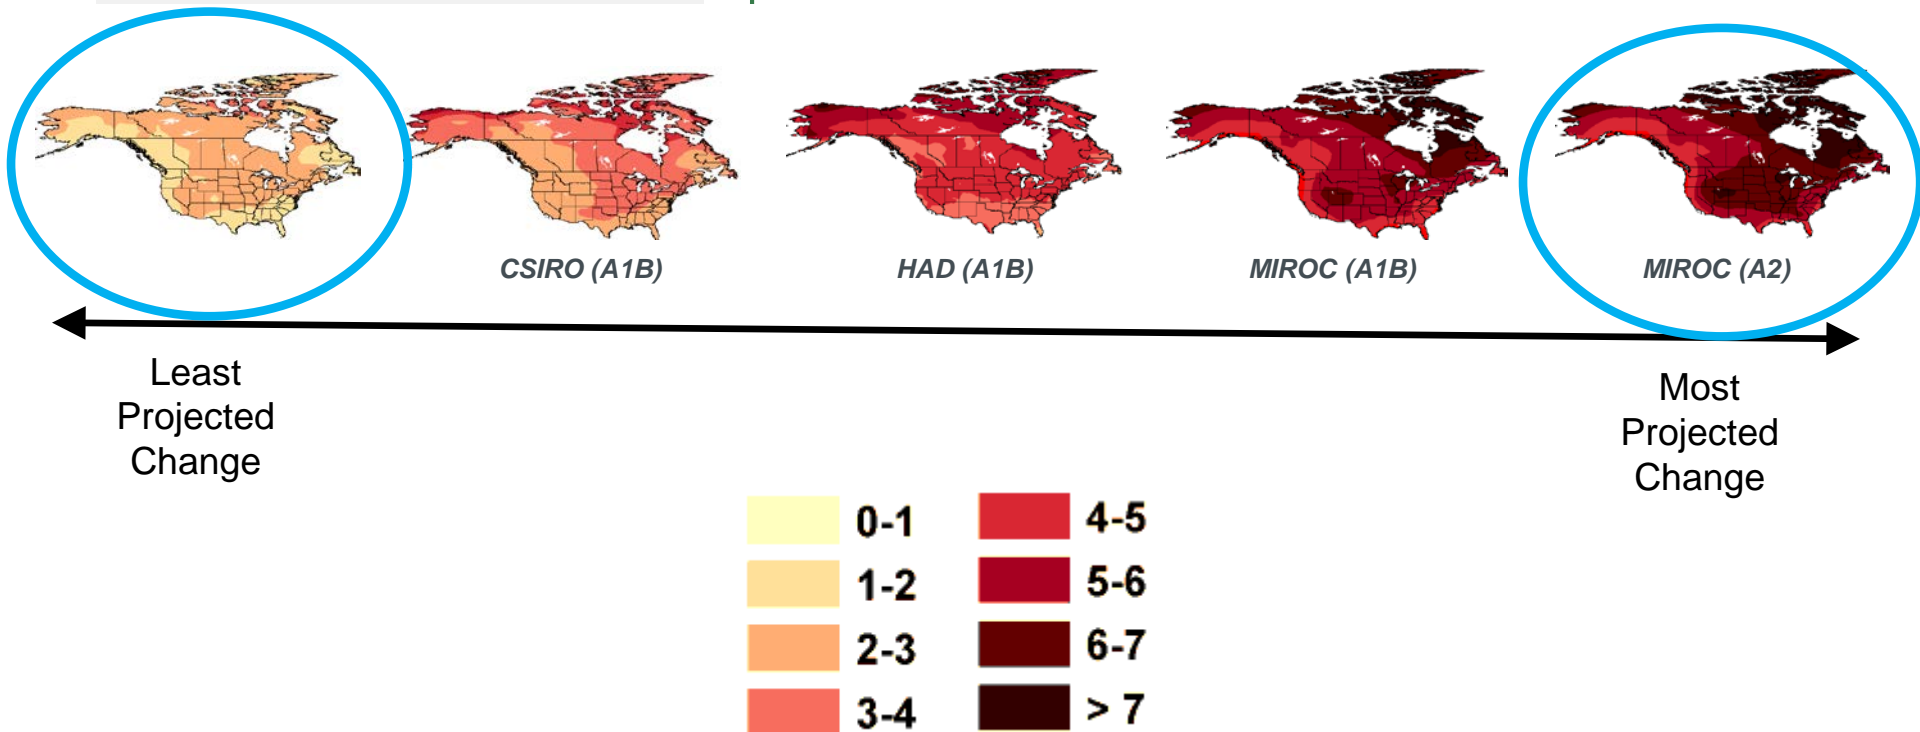 CSIRO (A1B)
HAD (A1B)
MIROC (A1B)
MIROC (A2)
Least
Projected
Change
Most
Projected
Change
0-1
1-2
2-3
3-4
4-5
5-6
6-7
> 7